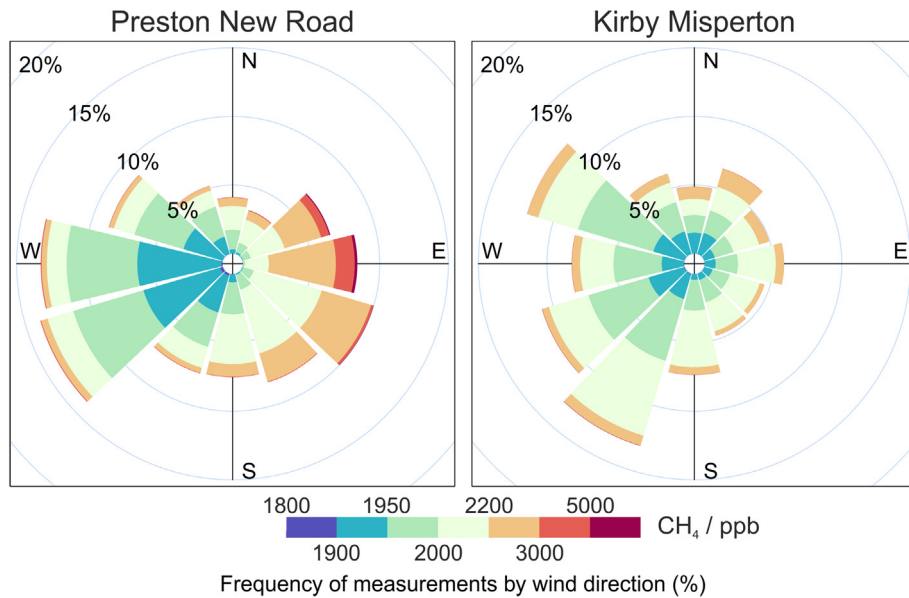 Preston New Road
Kirby Misperton
20%
15%
10%
5%
N
W
E
S
20%
15%
10%
5%
N
W
E
S
1800 1950 2200 5000
1900 2000 3000
CH₄ / ppb
Frequency of measurements by wind direction (%)